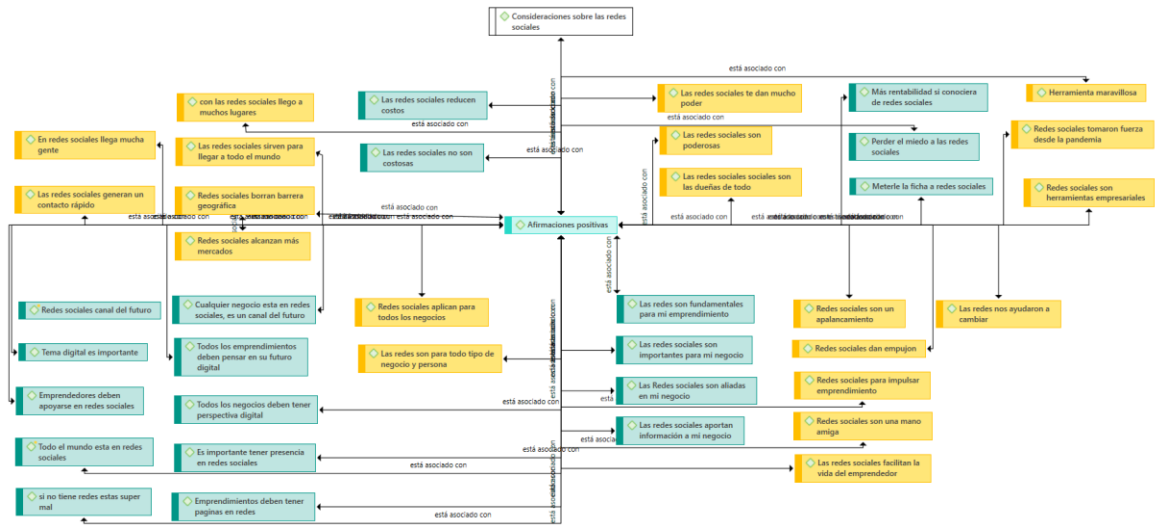 Consideraciones sobre las redes
sociales
está asociado con
Las redes sociales reducen
costos
Las redes sociales te dan mucho
poder
Más rentabilidad si conociera
de redes sociales
Herramienta maravillosa
con las redes sociales llego a
muchos lugares
está asociado con
está asociado con
En redes sociales llega mucha
gente
Las redes sociales sirven para
llegar a todo el mundo
Las redes sociales no son
costosas
está asociado con
Las redes sociales son
poderosas
Perder el miedo a las redes
sociales
Redes sociales tomaron fuerza
desde la pandemia
Las redes sociales generan un
contacto rápido
Redes sociales borran barrera
geográfica
Las redes sociales sociales son
las dueñas de todo
Meterle la ficha a redes sociales
Redes sociales son
herramientas empresariales
está asociado con
Afirmaciones positivas
Redes sociales alcanzan más
mercados
está asociado con
Redes sociales canal del futuro
Cualquier negocio esta en redes
sociales, es un canal del futuro
Redes sociales aplican para
todos los negocios
Las redes son fundamentales
para mi emprendimiento
Redes sociales son un
apalancamiento
Las redes nos ayudaron a
cambiar
Tema digital es importante
Todos los emprendimientos
deben pensar en su futuro
digital
Las redes son para todo tipo de
negocio y persona
Las redes sociales son
importantes para mi negocio
Redes sociales dan empujon
Emprendedores deben
apoyarse en redes sociales
Todos los negocios deben tener
perspectiva digital
Las Redes sociales son aliadas
en mi negocio
Redes sociales para impulsar
emprendimiento
está asociado con
Todo el mundo esta en redes
sociales
Es importante tener presencia
en redes sociales
Las redes sociales aportan
información a mi negocio
Redes sociales son una mano
amiga
está asociado con
está asociado con
Las redes sociales facilitan la
vida del emprendedor
si no tiene redes estas super
mal
Emprendimientos deben tener
paginas en redes
está asociado con